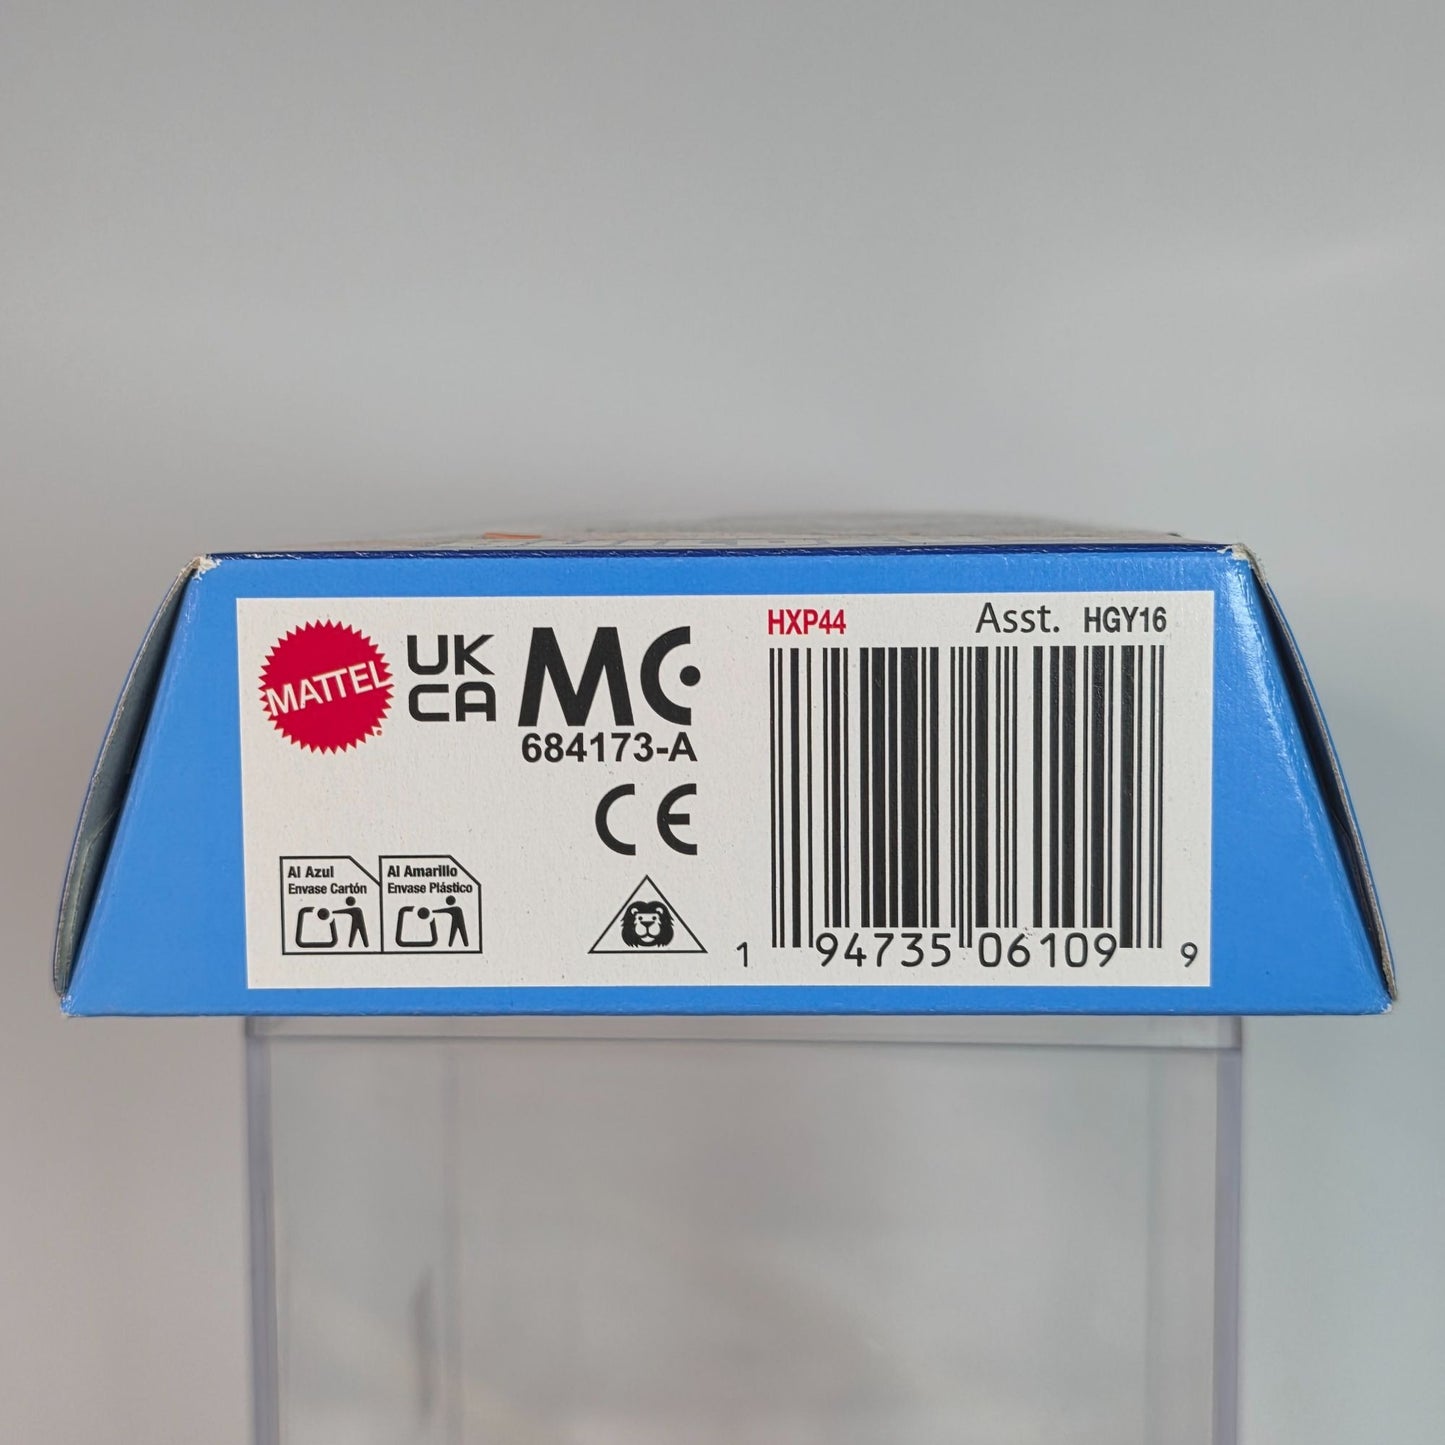 MATTEL
UK
CA
MC
684173-A
CE
Al Azul
Envase Cartón
Al Amarillo
Envase Plástico
HXP44
Asst. HGY16
1 94735 06109 9